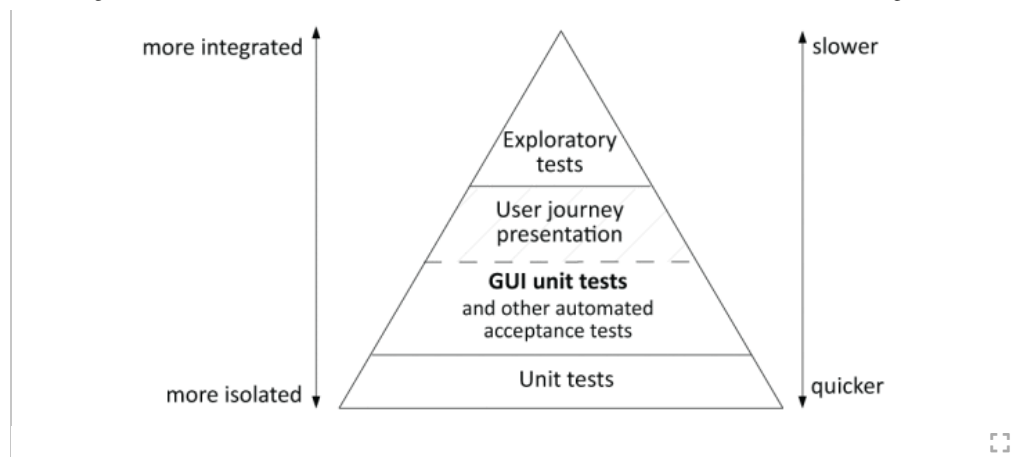 more integrated
slower
Exploratory
tests
User journey
presentation
GUI unit tests
and other automated
acceptance tests
Unit tests
more isolated
quicker